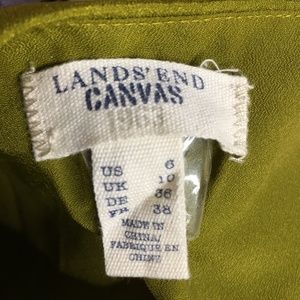 LANDS' END
CANVAS
1963
US 6
UK 10
DE 36
FR 38
MADE IN
CHINA/
FABRIQUE EN
CHINE